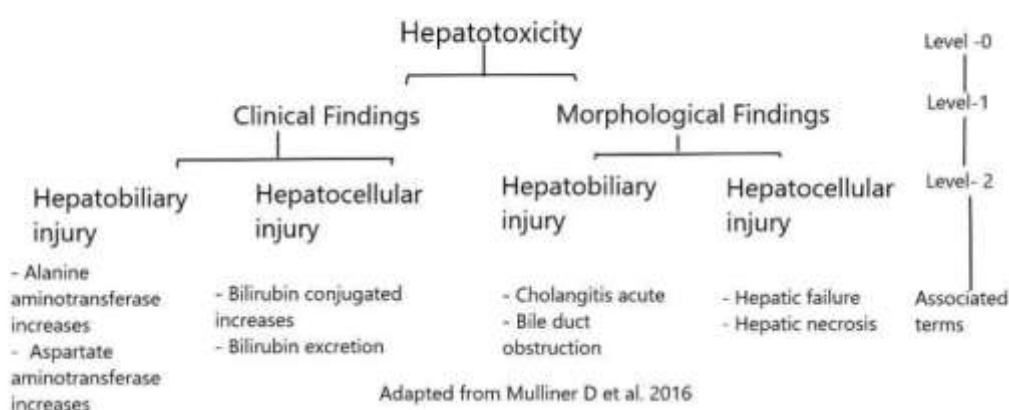 Hepatotoxicity
Level -0
Clinical Findings
Morphological Findings
Level-1
Hepatobiliary
injury
Hepatocellular
injury
Hepatobiliary
injury
Hepatocellular
injury
Level- 2
- Alanine
aminotransferase
increases
- Aspartate
aminotransferase
increases
- Bilirubin conjugated
increases
- Bilirubin excretion
- Cholangitis acute
- Bile duct
obstruction
- Hepatic failure
- Hepatic necrosis
Associated
terms
Adapted from Mulliner D et al. 2016